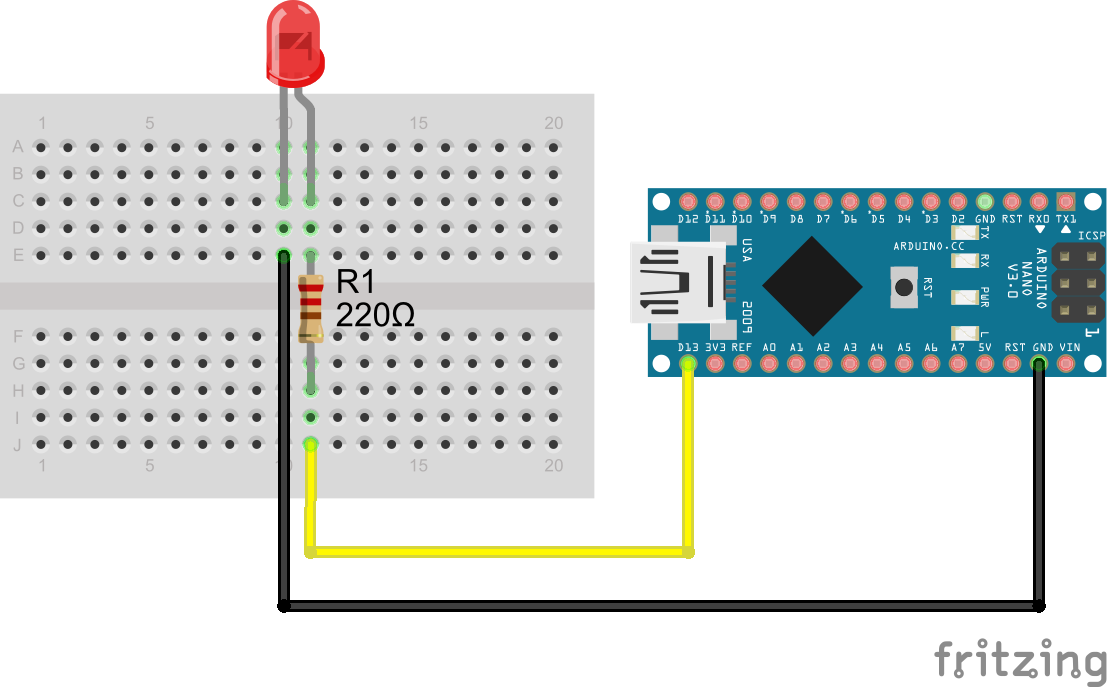 1 5 10 15 20
A
B
C
D
E
F
G
H
I
J
1 5 10 15 20
R1
220Ω
D12 D11 D10 D9 D8 D7 D6 D5 D4 D3 D2 GND RST RX0 TX1
USA
2009
ARDUINO.CC
RST
TX
RX
PWR
L
ARDUINO
NANO
V3.0
ICSP
1
D13 3V3 REF A0 A1 A2 A3 A4 A5 A6 A7 5V RST GND VIN
fritzing